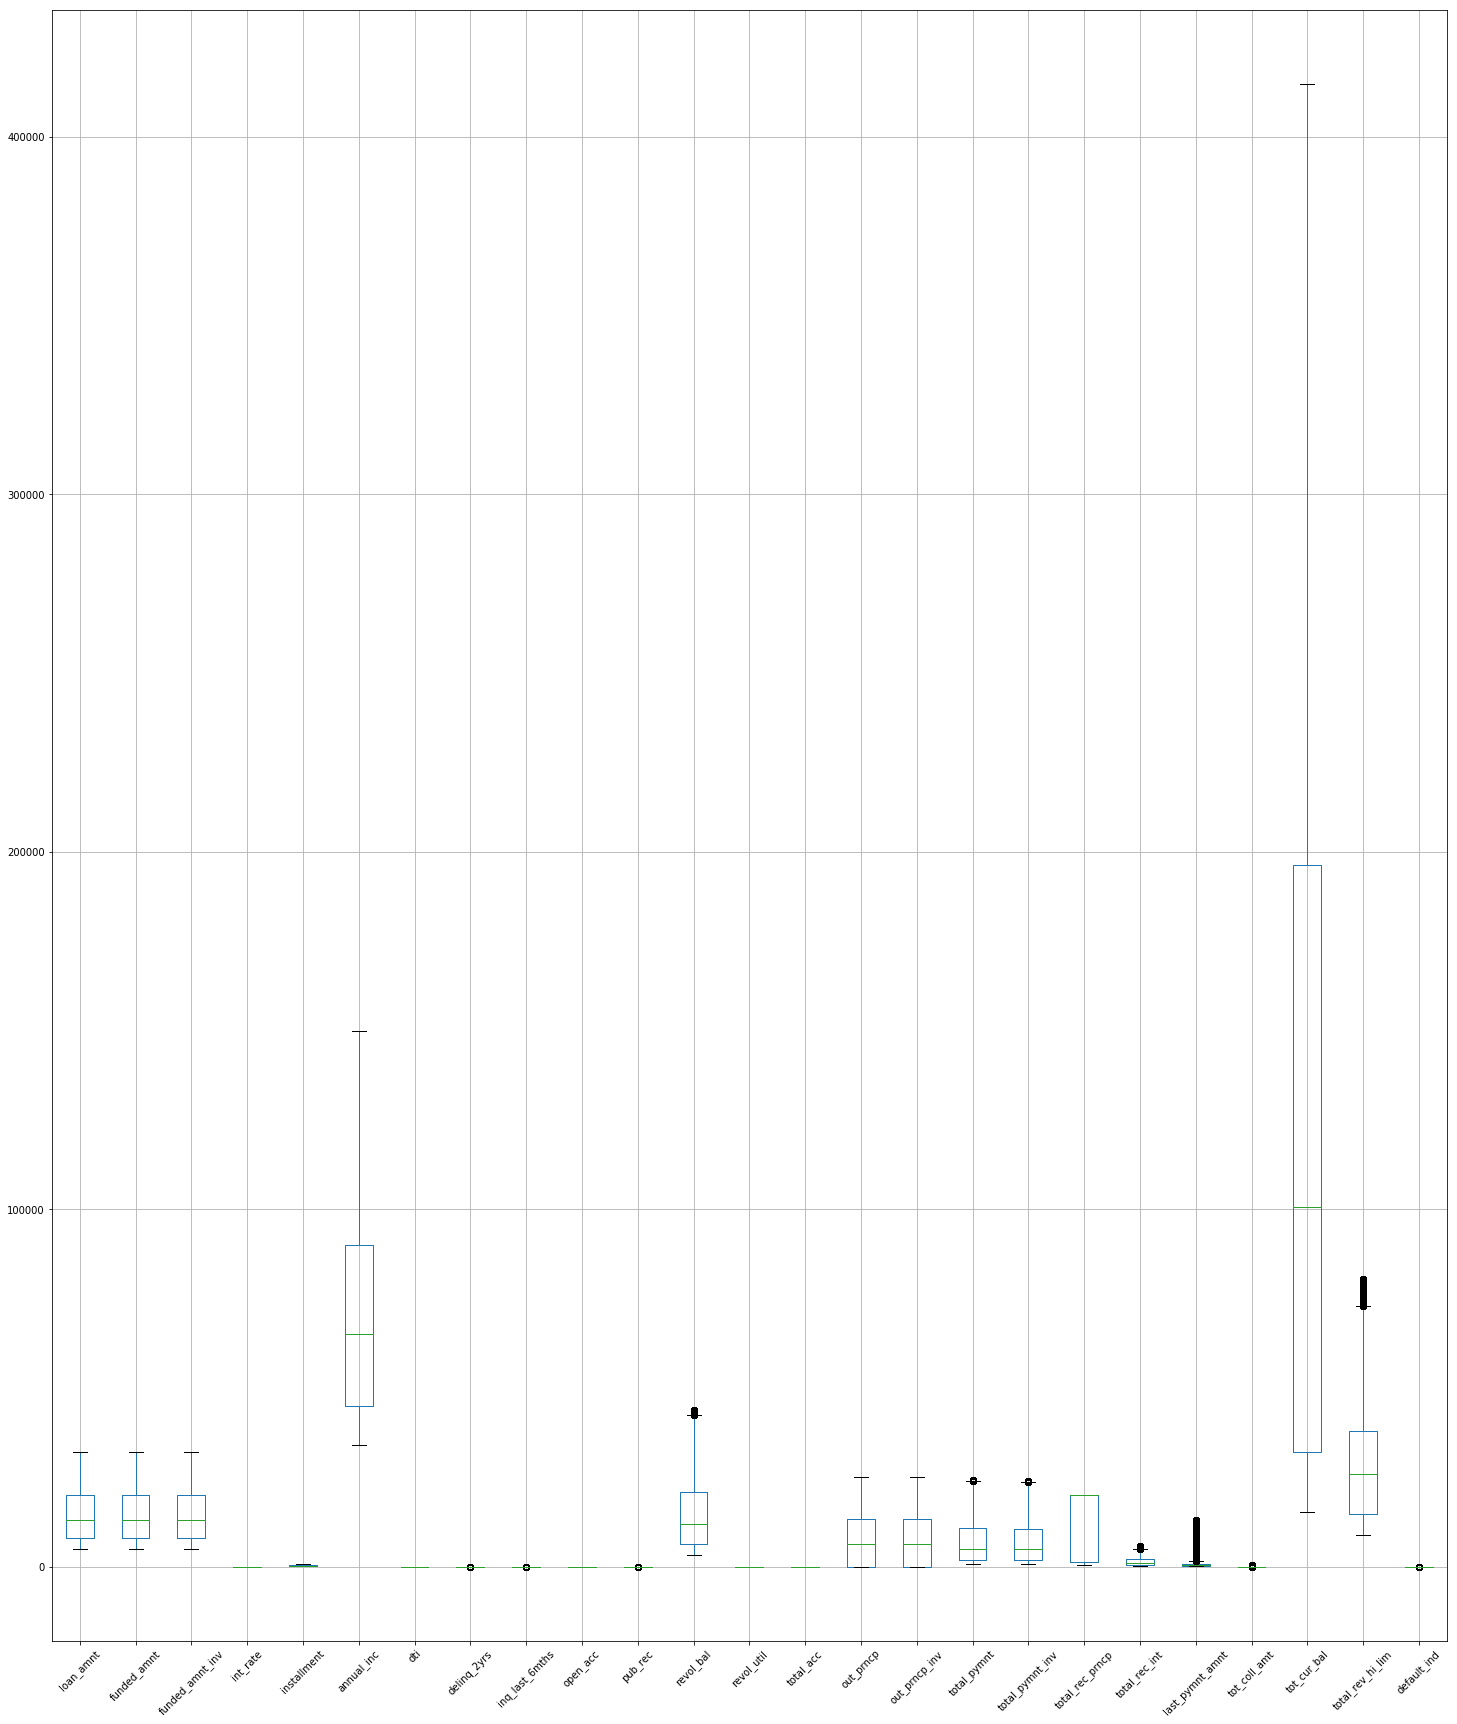 400000
300000
200000
100000
0
loan_amnt
funded_amnt
funded_amnt_inv
int_rate
installment
annual_inc
dti
delinq_2yrs
inq_last_6mths
open_acc
pub_rec
revol_bal
revol_util
total_acc
out_prncp
out_prncp_inv
total_pymnt
total_pymnt_inv
total_rec_prncp
total_rec_int
last_pymnt_amnt
tot_coll_amt
tot_cur_bal
total_rev_hi_lim
default_ind